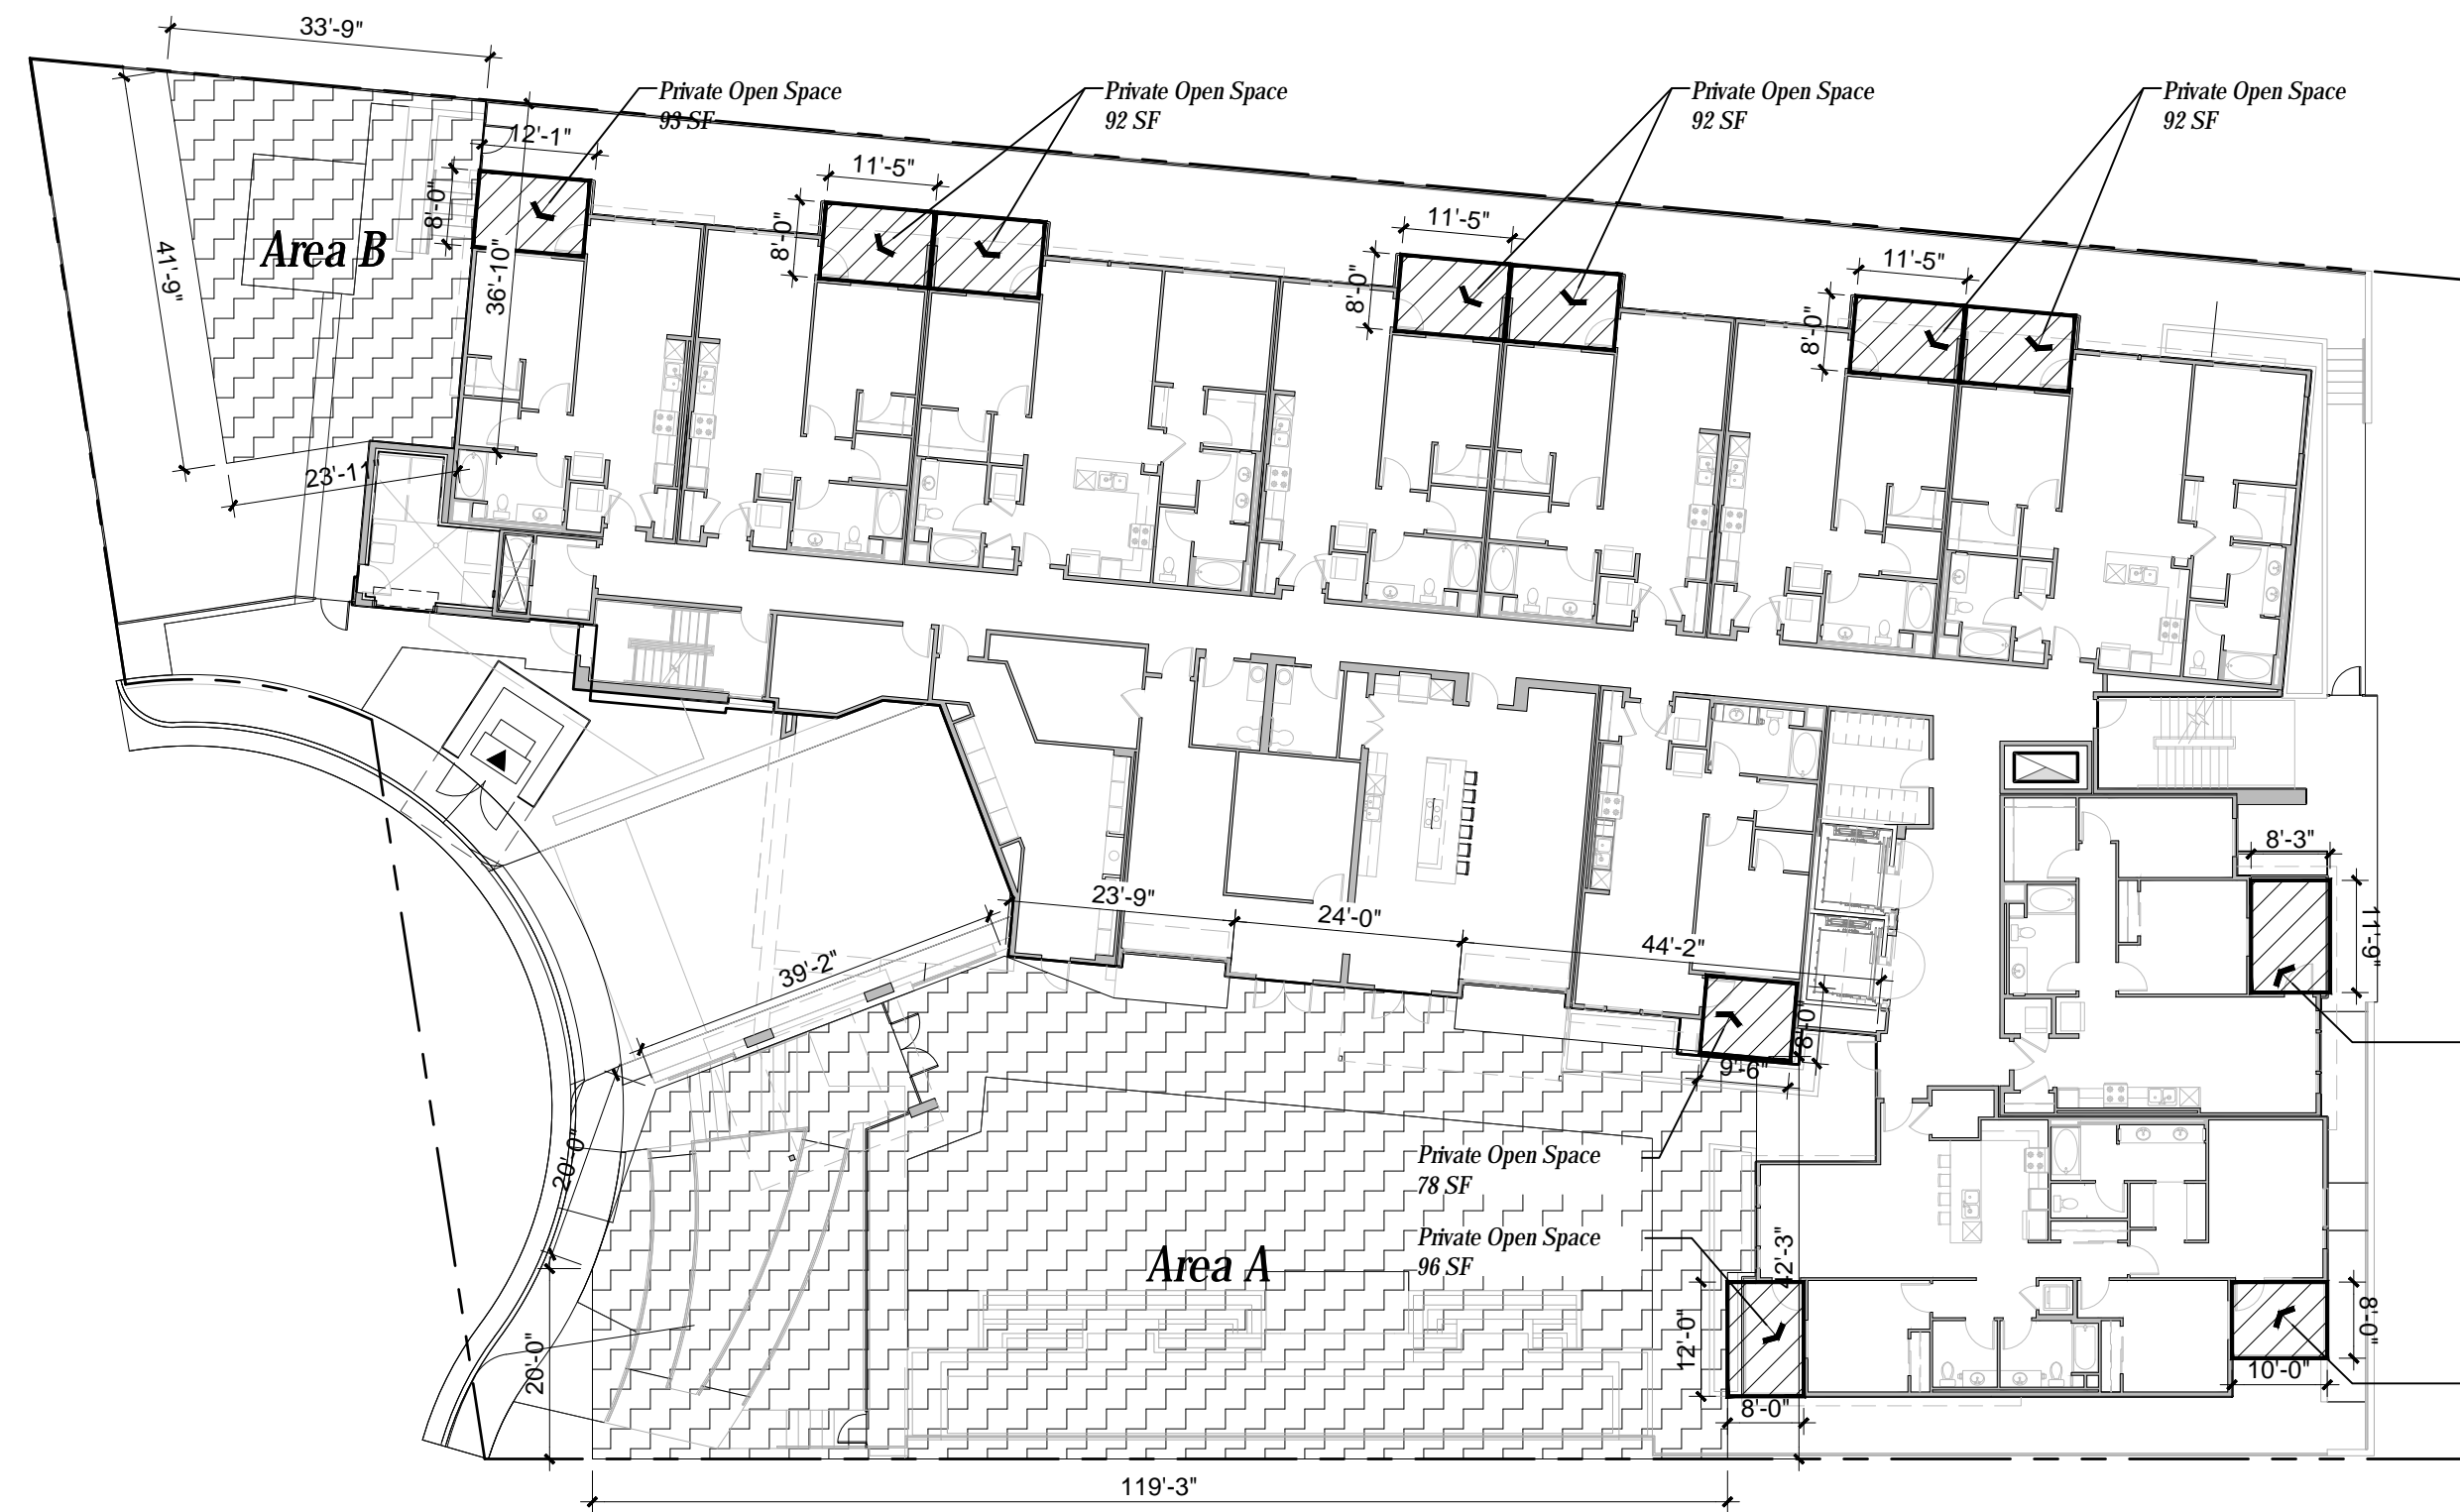 33'-9"
Private Open Space
93 SF
Private Open Space
92 SF
Private Open Space
92 SF
Private Open Space
92 SF
12'-1"
11'-5"
11'-5"
11'-5"
8'-0"
8'-0"
8'-0"
8'-0"
41'-9"
Area B
36'-10"
23'-11"
8'-3"
11'-9"
23'-9"
24'-0"
44'-2"
39'-2"
8'-0"
9'-6"
20'-0"
Private Open Space
78 SF
Private Open Space
96 SF
Area A
42'-3"
12'-0"
8'-0"
20'-0"
10'-0"
8'-0"
119'-3"